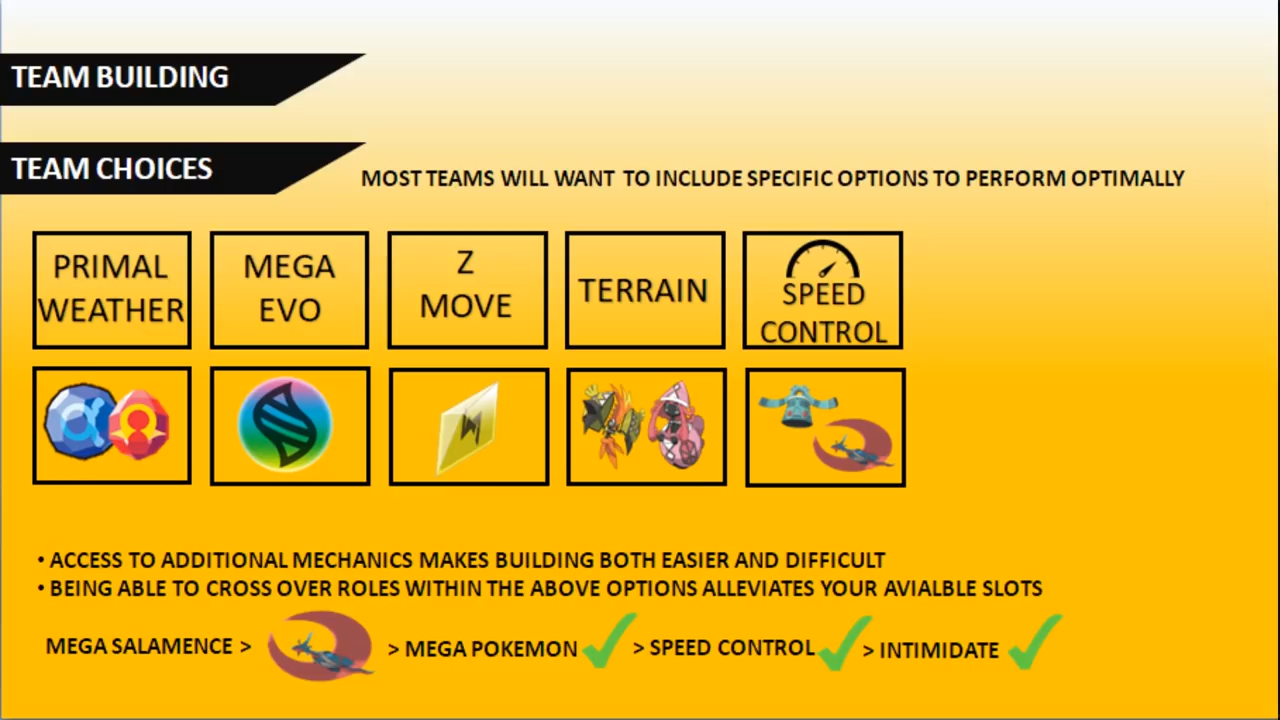 TEAM BUILDING
TEAM CHOICES
MOST TEAMS WILL WANT TO INCLUDE SPECIFIC OPTIONS TO PERFORM OPTIMALLY
PRIMAL
WEATHER
MEGA
EVO
Z
MOVE
TERRAIN
SPEED
CONTROL
• ACCESS TO ADDITIONAL MECHANICS MAKES BUILDING BOTH EASIER AND DIFFICULT
• BEING ABLE TO CROSS OVER ROLES WITHIN THE ABOVE OPTIONS ALLEVIATES YOUR AVIALBLE SLOTS
MEGA SALAMENCE > > MEGA POKEMON > SPEED CONTROL > INTIMIDATE